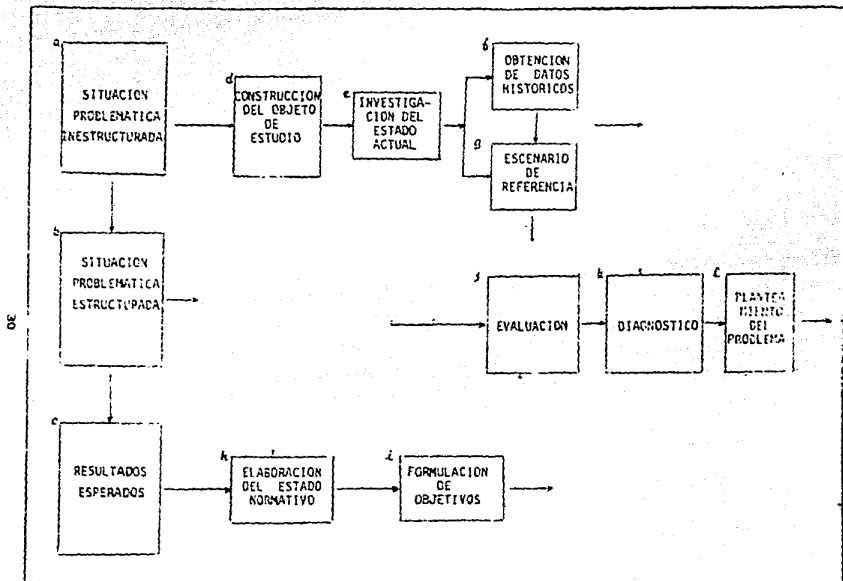 a
SITUACION
PROBLEMATICA
INESTRUCTURADA
d
CONSTRUCCION
DEL OBJETO
DE
ESTUDIO
e
INVESTIGA-
CION DEL
ESTADO
ACTUAL
f
OBTENCION
DE DATOS
HISTORICOS
g
ESCENARIO
DE
REFERENCIA
b
SITUACION
PROBLEMATICA
ESTRUCTURADA
j
EVALUACION
k
DIAGNOSTICO
l
PLANTEA
MIENTO
DEL
PROBLEMA
c
RESULTADOS
ESPERADOS
h
ELABORACION
DEL ESTADO
NORMATIVO
i
FORMULACION
DE
OBJETIVOS
30